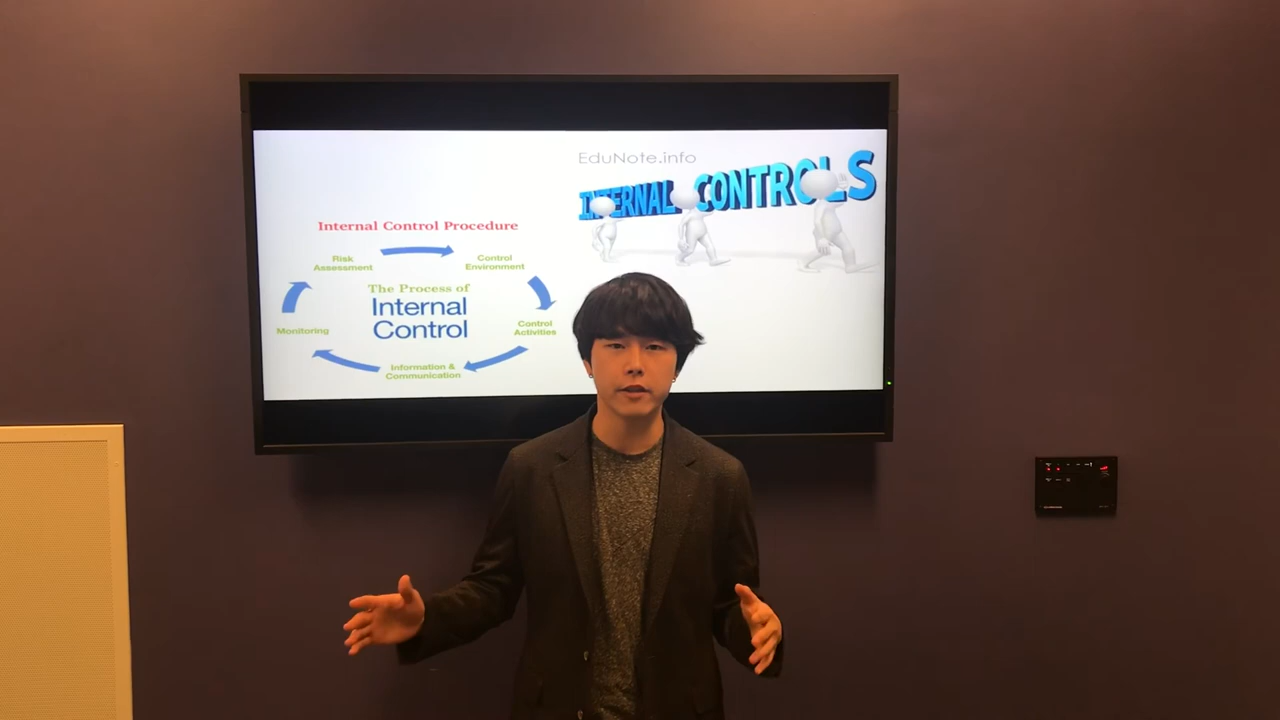 EduNote.info
INTERNAL CONTROLS
Internal Control Procedure
Risk
Assessment
Control
Environment
The Process of
Internal
Control
Monitoring
Control
Activities
Information &
Communication